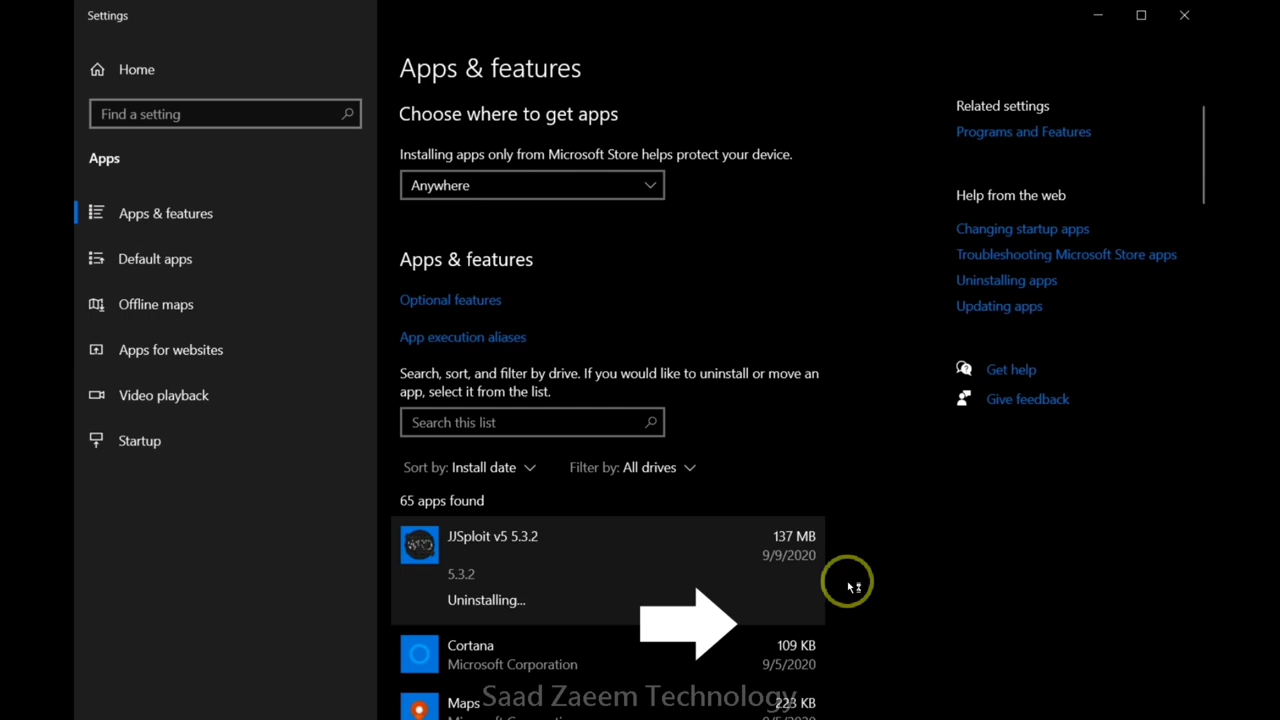 Settings
Home
Find a setting
Apps
Apps & features
Default apps
Offline maps
Apps for websites
Video playback
Startup
Apps & features
Choose where to get apps
Installing apps only from Microsoft Store helps protect your device.
Anywhere
Apps & features
Optional features
App execution aliases
Search, sort, and filter by drive. If you would like to uninstall or move an
app, select it from the list.
Search this list
Sort by: Install date Filter by: All drives
65 apps found
JJSploit v5 5.3.2 137 MB
9/9/2020
5.3.2
Uninstalling...
Cortana 109 KB
Microsoft Corporation 9/5/2020
Maps 223 KB
Microsoft Corporation 9/5/2020
Saad Zaeem Technology
Related settings
Programs and Features
Help from the web
Changing startup apps
Troubleshooting Microsoft Store apps
Uninstalling apps
Updating apps
Get help
Give feedback